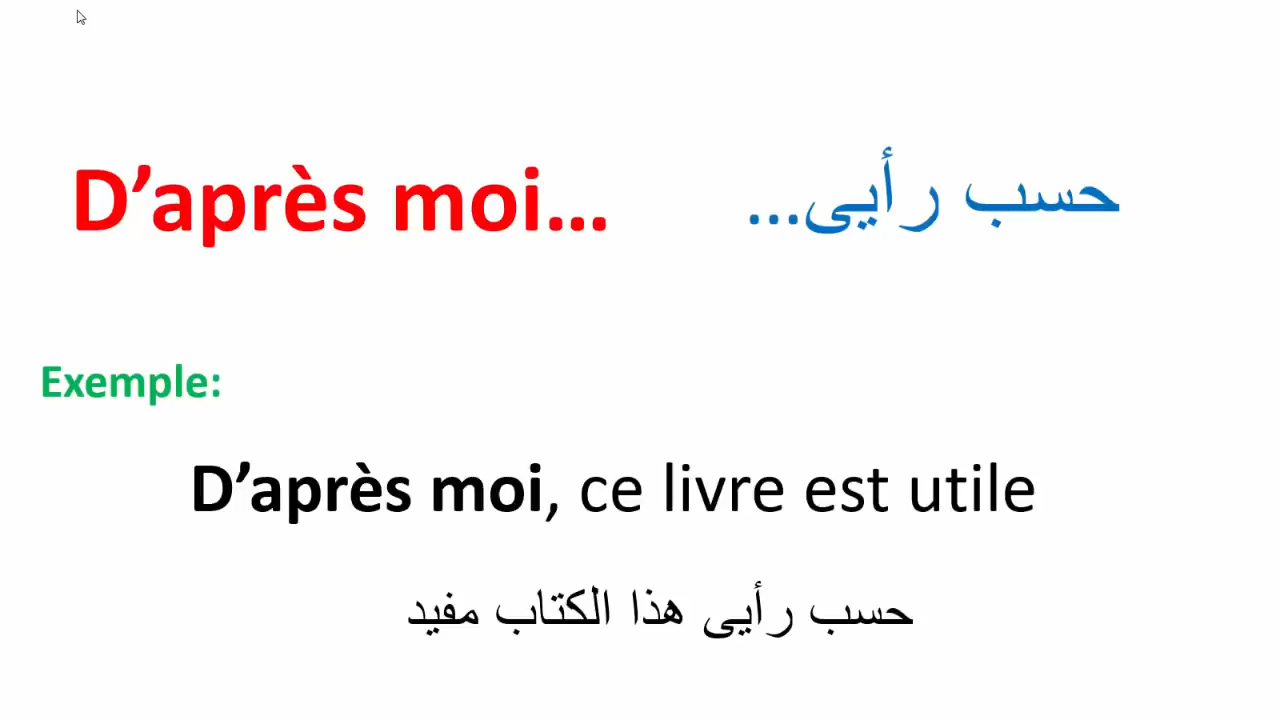 D’après moi...
حسب رأيى...
Exemple:
D’après moi, ce livre est utile
حسب رأيى هذا الكتاب مفيد